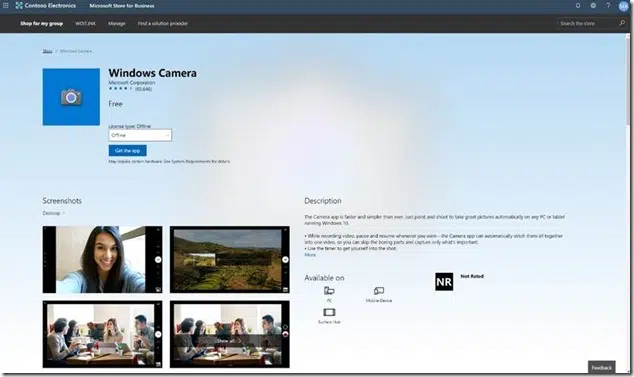 Contoso Electronics Microsoft Store for Business
Shop for my group WDIT.INK Manage Find a solution provider Search the store
Windows Camera
Windows Camera
Microsoft Corporation
Free
License type: Offline
Offline
Get the app
May require certain hardware. See System Requirements for details.
Screenshots
Desktop
Show all
Description
The Camera app is faster and simpler than ever. Just point and shoot to take great pictures automatically on any PC or tablet
running Windows 10.
• While recording video, pause and resume whenever you want – the Camera app can automatically stitch them all together
into one video, so you can skip the boring parts and capture only what's important.
• Use the timer to get yourself into the shot.
More
Available on
PC
Mobile Device
Surface Hub
NR
Not Rated
Feedback